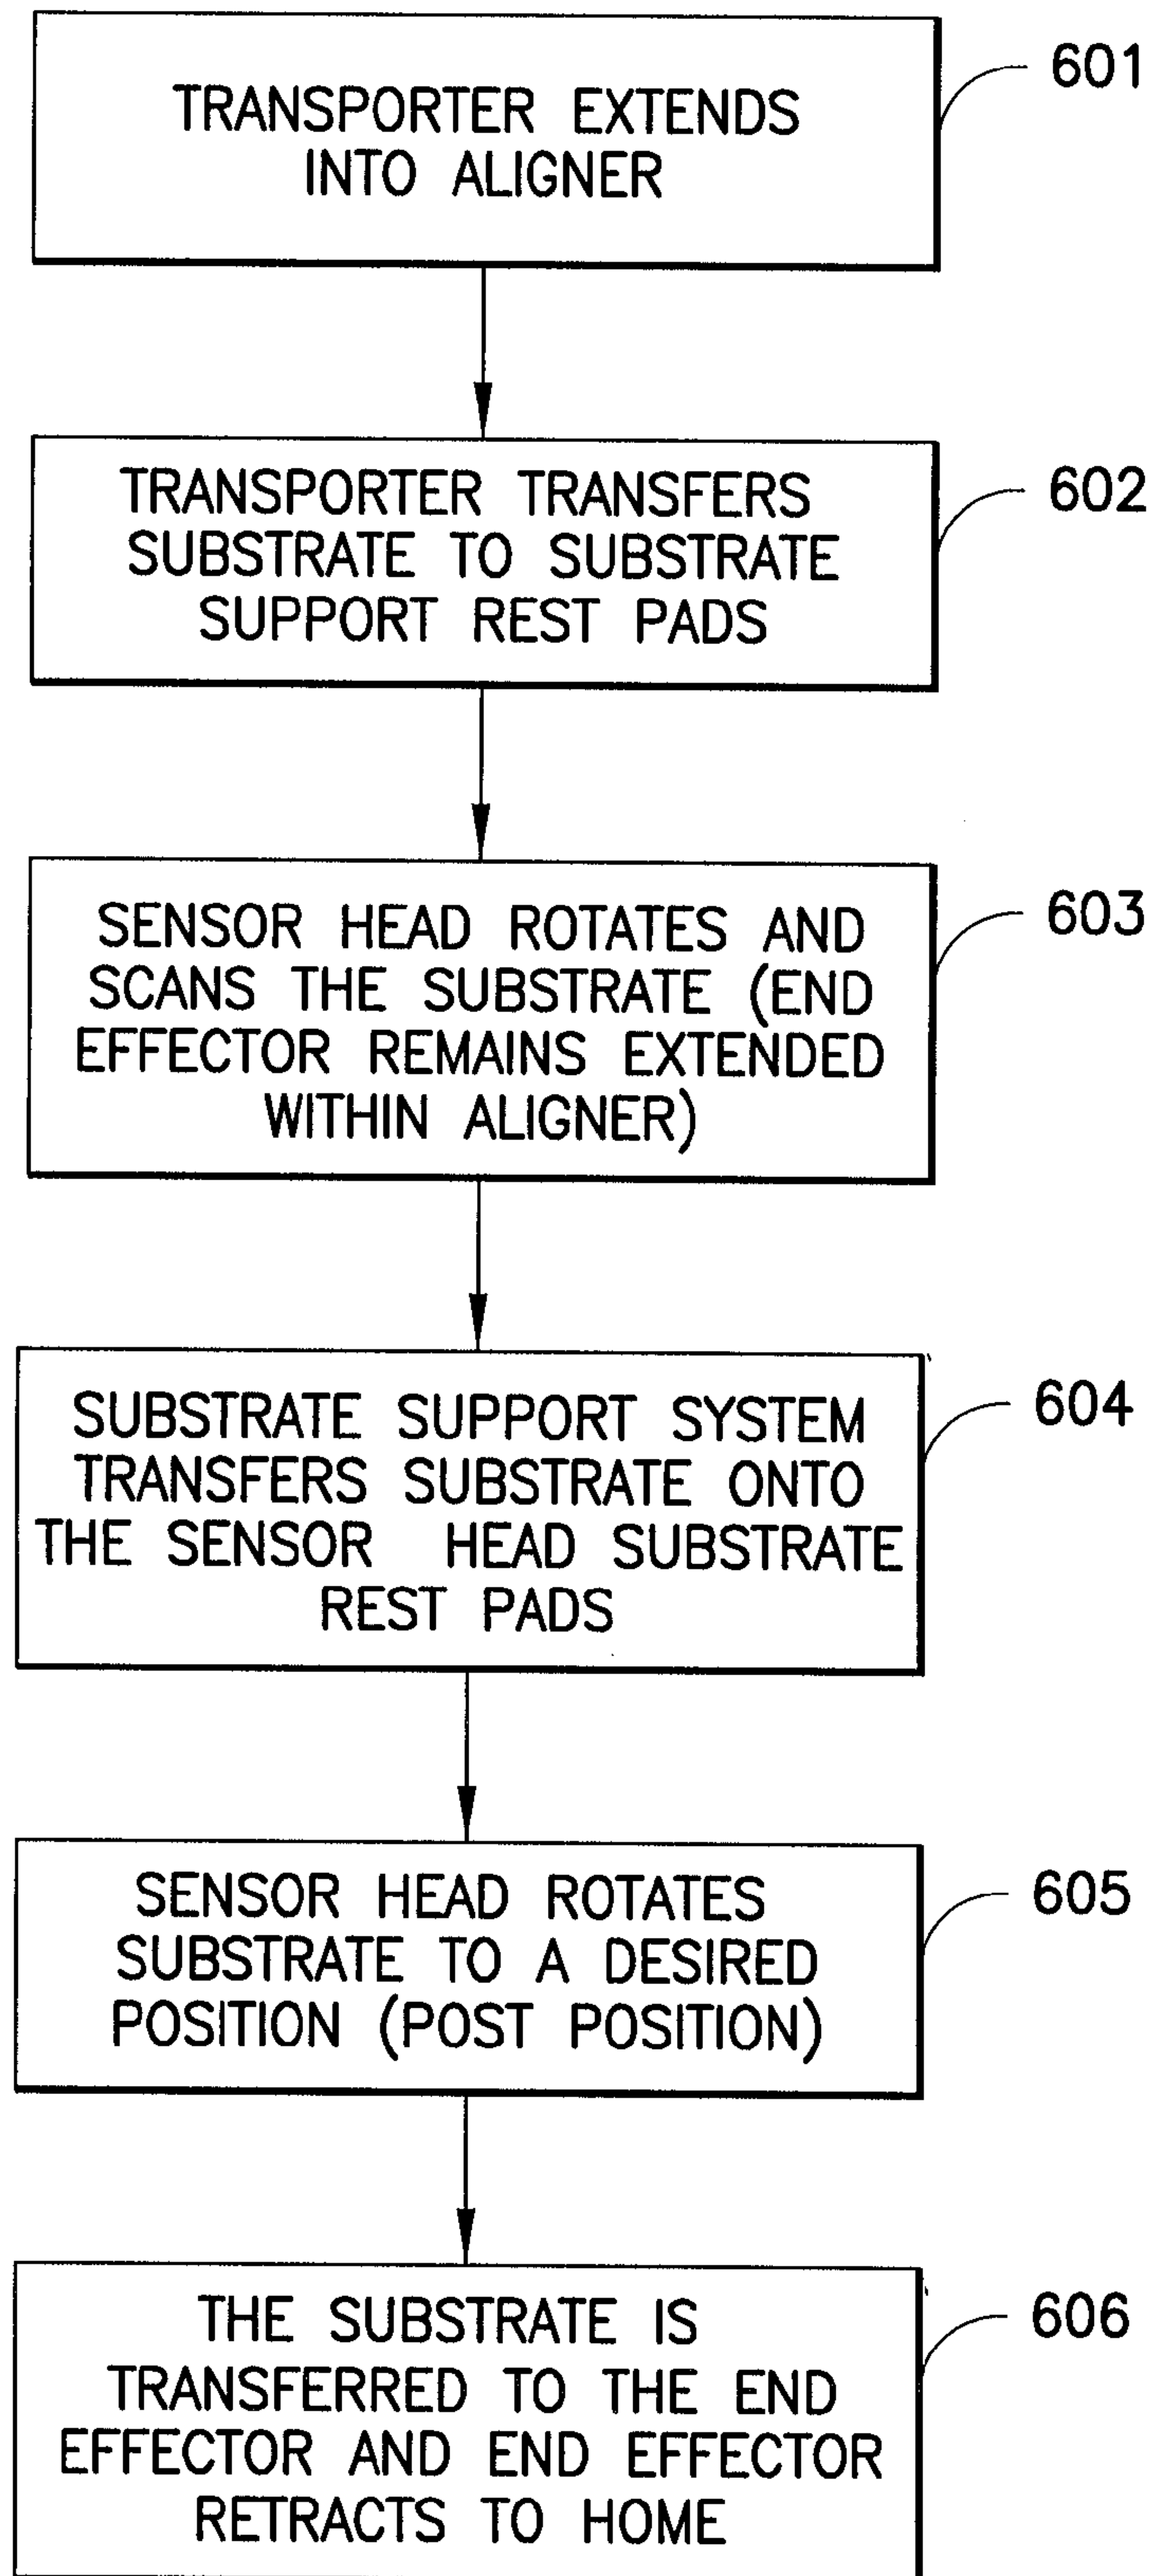 TRANSPORTER EXTENDS
INTO ALIGNER
601
TRANSPORTER TRANSFERS
SUBSTRATE TO SUBSTRATE
SUPPORT REST PADS
602
SENSOR HEAD ROTATES AND
SCANS THE SUBSTRATE (END
EFFECTOR REMAINS EXTENDED
WITHIN ALIGNER)
603
SUBSTRATE SUPPORT SYSTEM
TRANSFERS SUBSTRATE ONTO
THE SENSOR HEAD SUBSTRATE
REST PADS
604
SENSOR HEAD ROTATES
SUBSTRATE TO A DESIRED
POSITION (POST POSITION)
605
THE SUBSTRATE IS
TRANSFERRED TO THE END
EFFECTOR AND END EFFECTOR
RETRACTS TO HOME
606